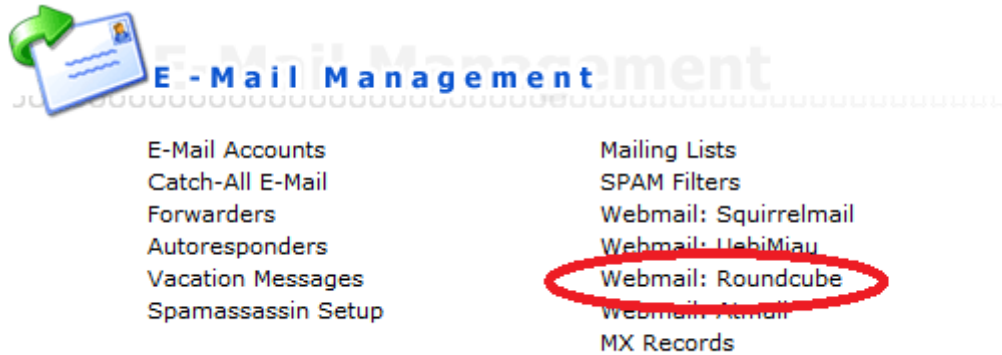 E-Mail Management
E-Mail Accounts
Catch-All E-Mail
Forwarders
Autoresponders
Vacation Messages
Spamassassin Setup
Mailing Lists
SPAM Filters
Webmail: Squirrelmail
Webmail: UebiMiau
Webmail: Roundcube
Webmail: Atmail
MX Records